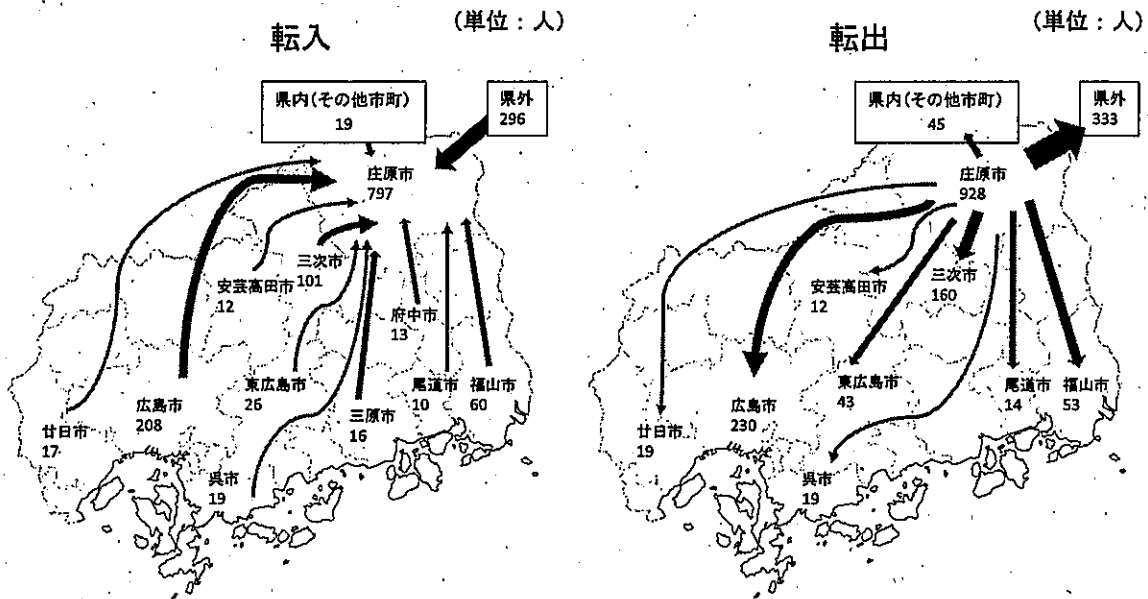 転入
(単位：人)
県内(その他市町)
19
県外
296
庄原市
797
三次市
101
安芸高田市
12
府中市
13
東広島市
26
尾道市
10
福山市
60
広島市
208
三原市
16
廿日市
17
呉市
19
転出
(単位：人)
県内(その他市町)
45
県外
333
庄原市
928
三次市
160
安芸高田市
12
東広島市
43
尾道市
14
福山市
53
広島市
230
廿日市
19
呉市
19